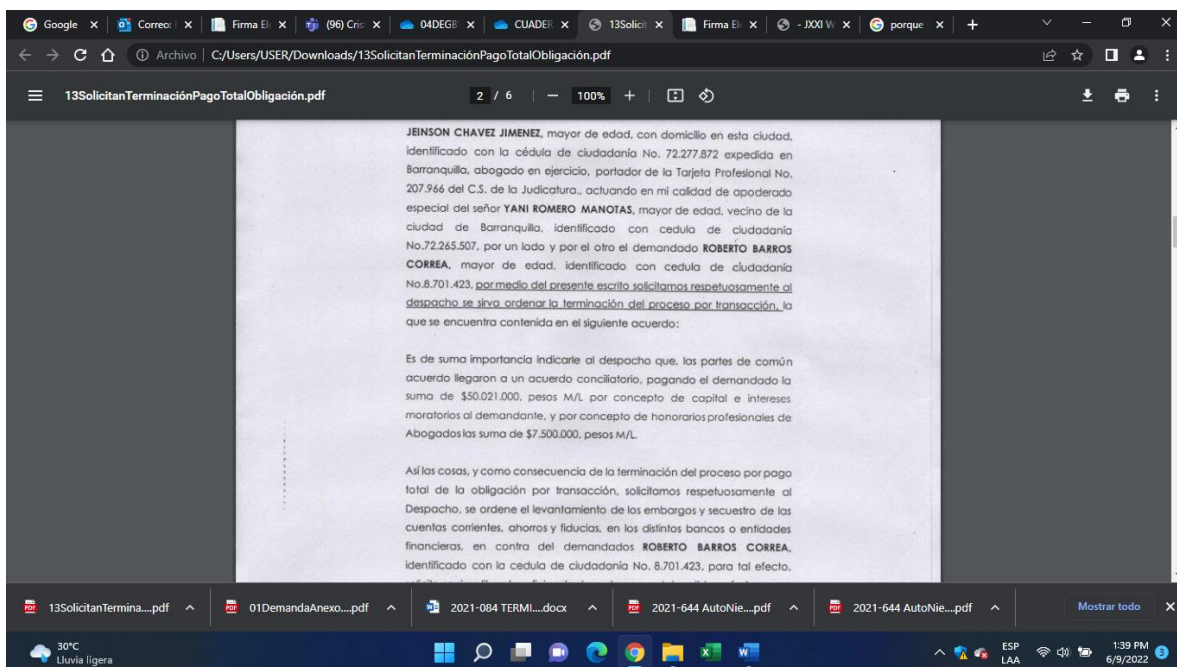 Google
Correo:
Firma El
(96) Cris
04DEGB
CUADER
13Solicit
Firma El
- JXXI W
porque
Archivo | C:/Users/USER/Downloads/13SolicitanTerminaciónPagoTotalObligación.pdf
13SolicitanTerminaciónPagoTotalObligación.pdf
2 / 6
100%
JEINSON CHAVEZ JIMENEZ, mayor de edad, con domicilio en esta ciudad,
identificado con la cédula de ciudadanía No. 72.277.872 expedida en
Barranquilla, abogado en ejercicio, portador de la Tarjeta Profesional No.
207.966 del C.S. de la Judicatura., actuando en mi calidad de apoderado
especial del señor YANI ROMERO MANOTAS, mayor de edad, vecino de la
ciudad de Barranquilla, identificado con cedula de ciudadanía
No.72.265.507, por un lado y por el otro el demandado ROBERTO BARROS
CORREA, mayor de edad, identificado con cedula de ciudadanía
No.8.701.423, por medio del presente escrito solicitamos respetuosamente al
despacho se sirva ordenar la terminación del proceso por transacción, la
que se encuentra contenida en el siguiente acuerdo:
Es de suma importancia indicarle al despacho que, las partes de común
acuerdo llegaron a un acuerdo conciliatorio, pagando el demandado la
suma de $50.021.000, pesos M/L por concepto de capital e intereses
moratorios al demandante, y por concepto de honorarios profesionales de
Abogados las suma de $7.500.000, pesos M/L.
Así las cosas, y como consecuencia de la terminación del proceso por pago
total de la obligación por transacción, solicitamos respetuosamente al
Despacho, se ordene el levantamiento de los embargos y secuestro de las
cuentas corrientes, ahorros y fiducias, en los distintos bancos o entidades
financieras, en contra del demandados ROBERTO BARROS CORREA,
identificado con la cedula de ciudadanía No. 8.701.423, para tal efecto,
13SolicitanTermina....pdf
01DemandaAnexo....pdf
2021-084 TERMI....docx
2021-644 AutoNie....pdf
2021-644 AutoNie....pdf
Mostrar todo
30°C
Lluvia ligera
ESP
LAA
1:39 PM
6/9/2022
3